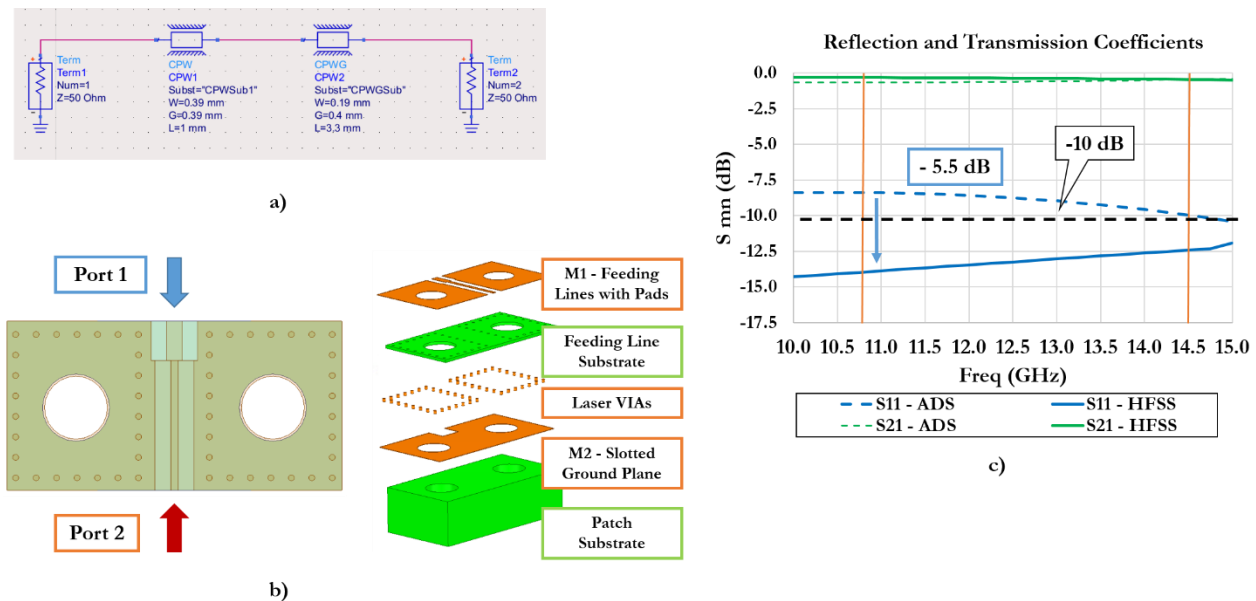 Term
Term1
Num=1
Z=50 Ohm
CPW
CPW1
Subst="CPWSub1"
W=0.39 mm
G=0.39 mm
L=1 mm
CPWG
CPW2
Subst="CPWGSub"
W=0.19 mm
G=0.4 mm
L=3,3 mm
Term
Term2
Num=2
Z=50 Ohm
a)
Port 1
Port 2
M1 - Feeding
Lines with Pads
Feeding Line
Substrate
Laser VIAs
M2 - Slotted
Ground Plane
Patch
Substrate
b)
Reflection and Transmission Coefficients
S mn (dB)
0.0
-2.5
-5.0
-7.5
-10.0
-12.5
-15.0
-17.5
- 5.5 dB
-10 dB
10.0 10.5 11.0 11.5 12.0 12.5 13.0 13.5 14.0 14.5 15.0
Freq (GHz)
S11 - ADS S11 - HFSS
S21 - ADS S21 - HFSS
c)